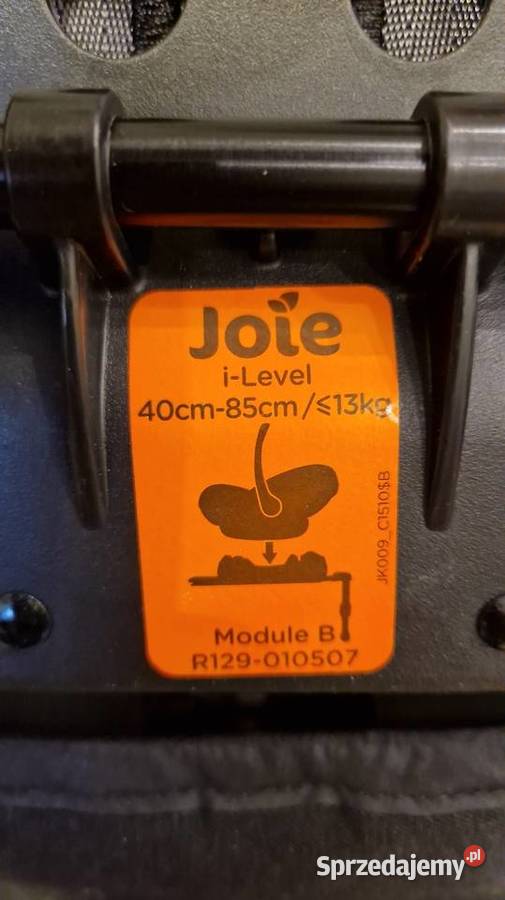 Joie
i-Level
40cm-85cm/≤13kg
JK009_C1510$B
Module B
R129-010507
Sprzedajemy.pl